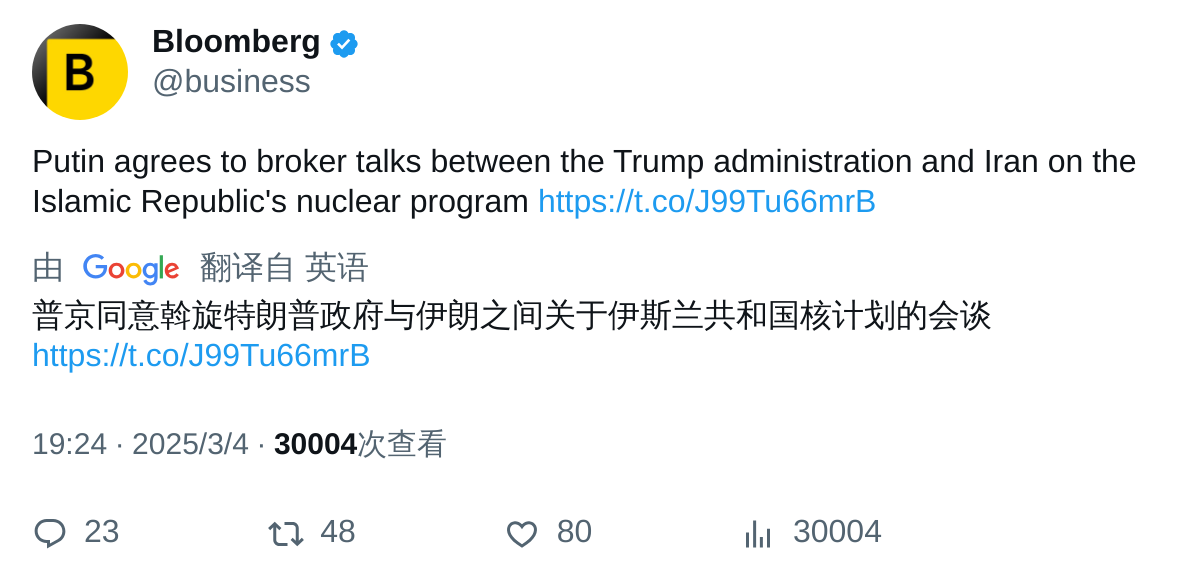 B
Bloomberg
@business
Putin agrees to broker talks between the Trump administration and Iran on the
Islamic Republic's nuclear program https://t.co/J99Tu66mrB
由 Google 翻译自 英语
普京同意斡旋特朗普政府与伊朗之间关于伊斯兰共和国核计划的会谈
https://t.co/J99Tu66mrB
19:24 · 2025/3/4 · 30004次查看
23 48 80 30004